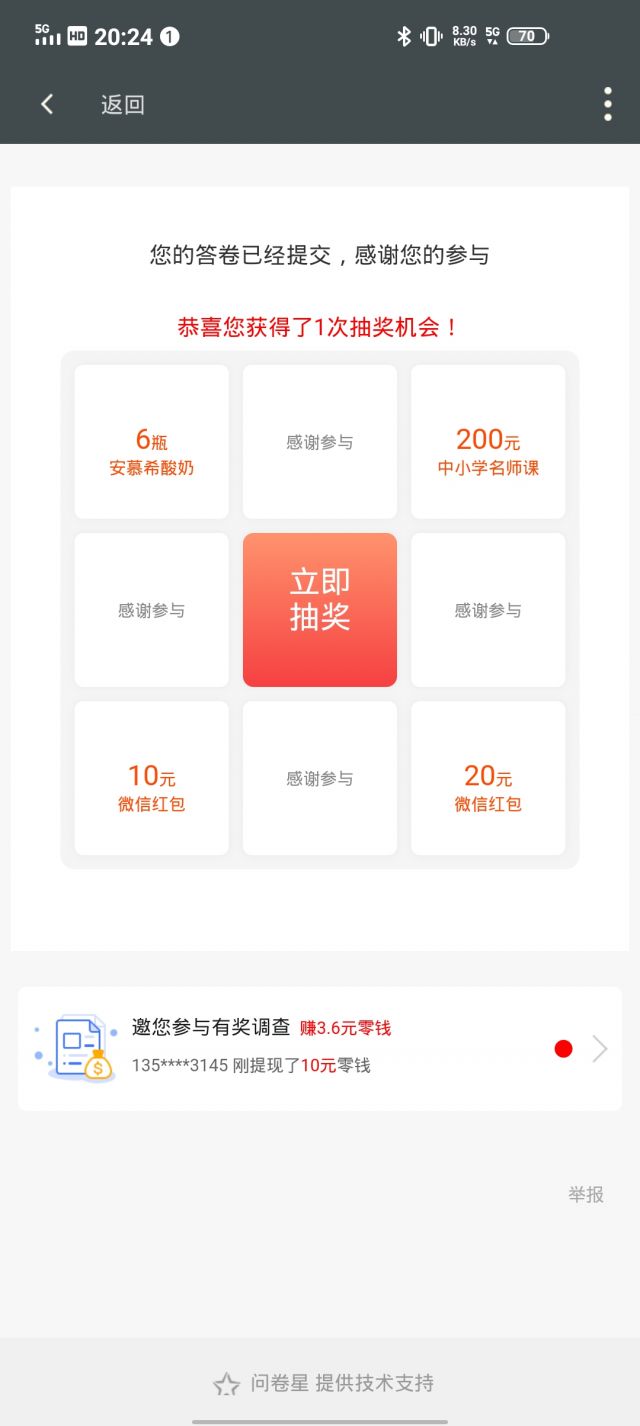 5G HD 20:24 1 8.30 KB/s 5G 70
返回
您的答卷已经提交，感谢您的参与
恭喜您获得了1次抽奖机会！
6瓶
安慕希酸奶
感谢参与
200元
中小学名师课
感谢参与
立即
抽奖
感谢参与
10元
微信红包
感谢参与
20元
微信红包
邀您参与有奖调查 赚3.6元零钱
135****3145 刚提现了10元零钱
举报
问卷星 提供技术支持